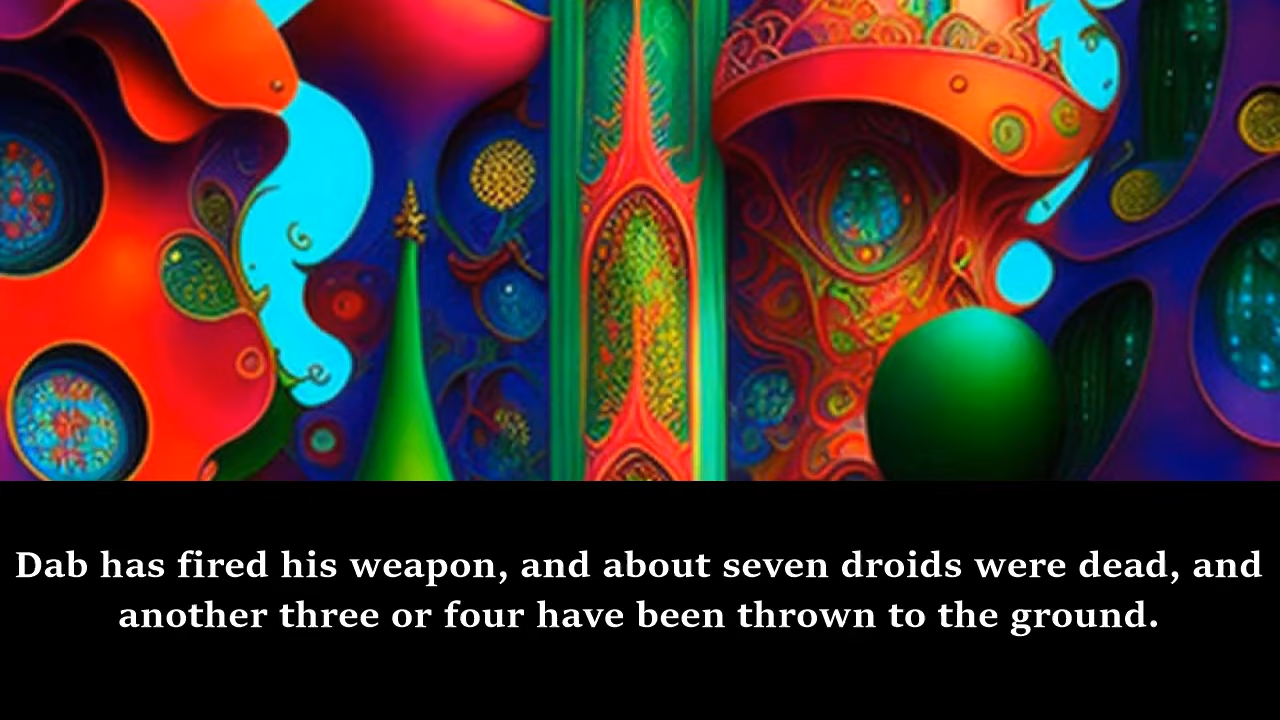 Dab has fired his weapon, and about seven droids were dead, and
another three or four have been thrown to the ground.